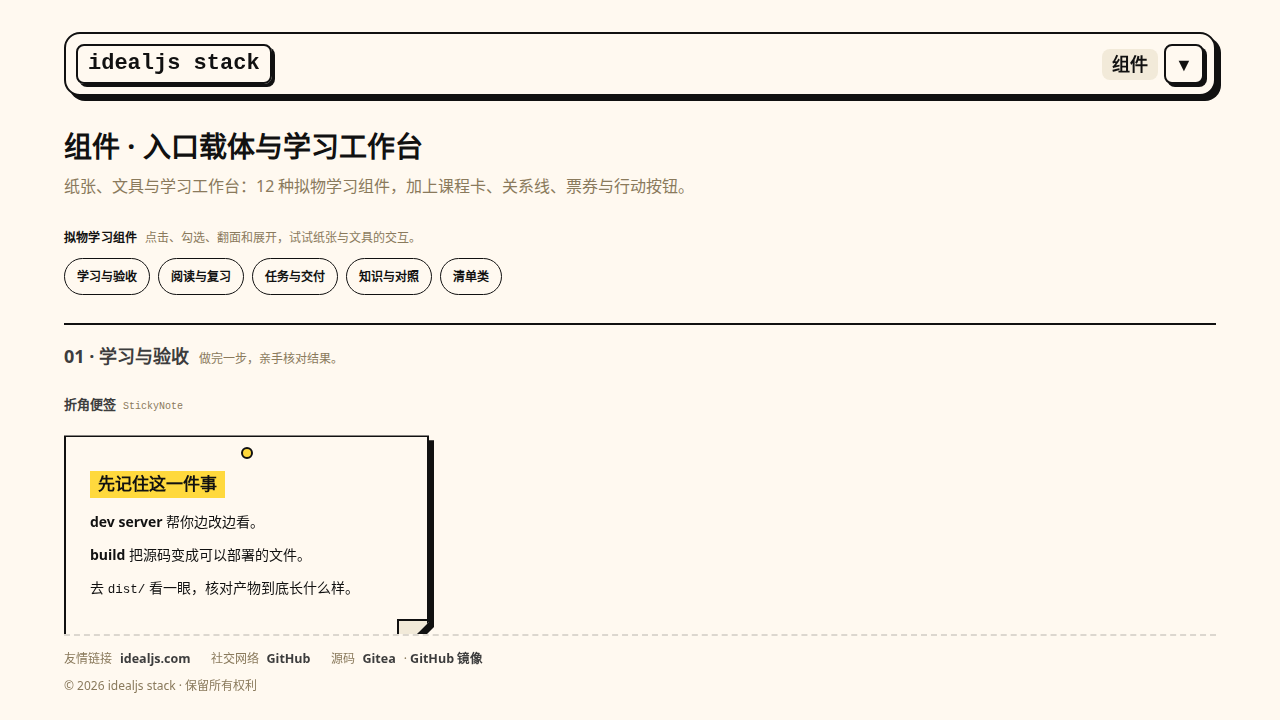 idealjs stack
组件 ▼
组件 · 入口载体与学习工作台
纸张、文具与学习工作台：12 种拟物学习组件，加上课程卡、关系线、票券与行动按钮。
拟物学习组件 点击、勾选、翻面和展开，试试纸张与文具的交互。
学习与验收 阅读与复习 任务与交付 知识与对照 清单类
01 · 学习与验收 做完一步，亲手核对结果。
折角便签 StickyNote
先记住这一件事
dev server 帮你边改边看。
build 把源码变成可以部署的文件。
去 dist/ 看一眼，核对产物到底长什么样。
友情链接 idealjs.com 社交网络 GitHub 源码 Gitea · GitHub 镜像
© 2026 idealjs stack · 保留所有权利